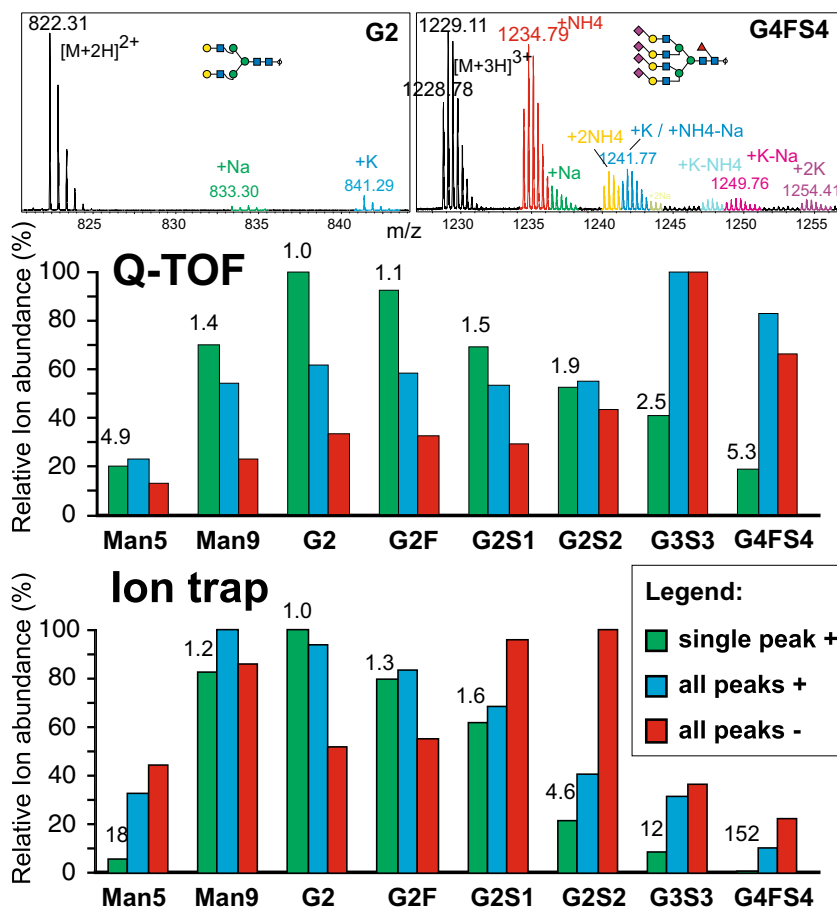 822.31
G2
[M+2H]2+
+Na
833.30
+K
841.29
825
830
835
840
m/z
1229.11
1228.78
1234.79
+NH4
G4FS4
[M+3H]3+
+Na
+2NH4
+K / +NH4-Na
1241.77
+2Na
+K-NH4
+K-Na
1249.76
+2K
1254.41
1230
1235
1240
1245
1250
1255
Q-TOF
Relative Ion abundance (%)
100
80
60
40
20
0
4.9
1.4
1.0
1.1
1.5
1.9
2.5
5.3
Man5 Man9 G2 G2F G2S1 G2S2 G3S3 G4FS4
Ion trap
Relative Ion abundance (%)
100
80
60
40
20
0
18
1.2
1.0
1.3
1.6
4.6
12
152
Man5 Man9 G2 G2F G2S1 G2S2 G3S3 G4FS4
Legend:
single peak +
all peaks +
all peaks -